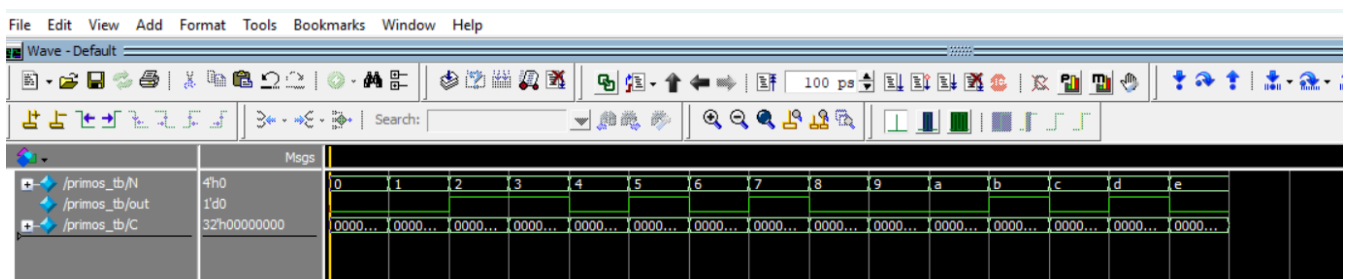 File Edit View Add Format Tools Bookmarks Window Help
Wave - Default
100 ps
Search:
Msgs
/primos_tb/N 4'h0 0 1 2 3 4 5 6 7 8 9 a b c d e
/primos_tb/out 1'd0
/primos_tb/C 32'h00000000 0000... 0000... 0000... 0000... 0000... 0000... 0000... 0000... 0000... 0000... 0000... 0000... 0000... 0000... 0000...